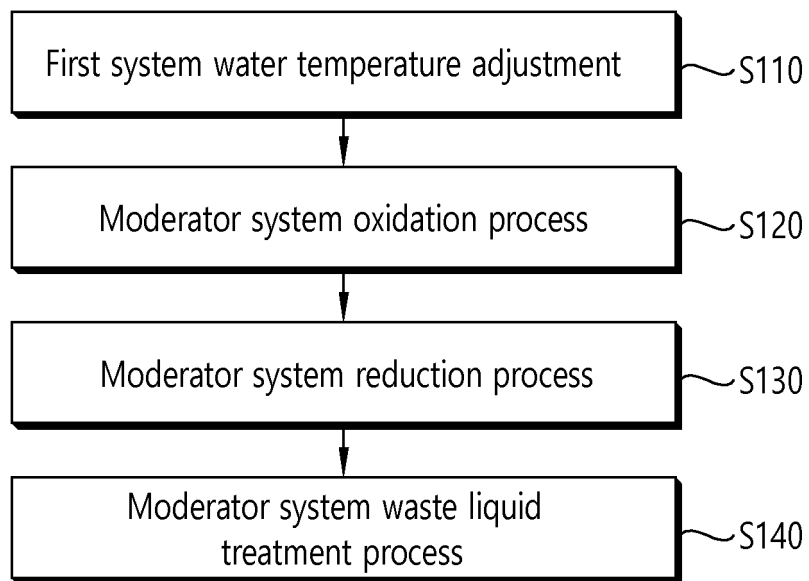 First system water temperature adjustment
S110
Moderator system oxidation process
S120
Moderator system reduction process
S130
Moderator system waste liquid
treatment process
S140